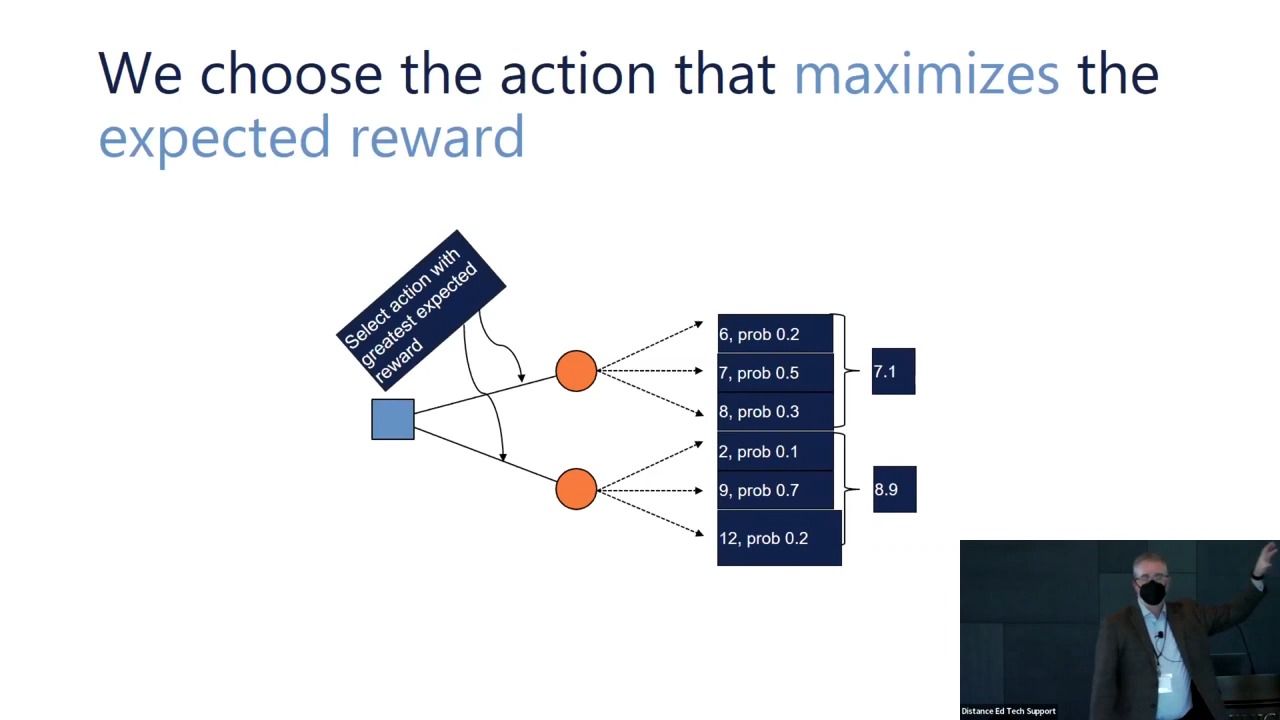 We choose the action that maximizes the
expected reward
Select action with
greatest expected
reward
6, prob 0.2
7, prob 0.5
8, prob 0.3
7.1
2, prob 0.1
9, prob 0.7
12, prob 0.2
8.9
Distance Ed Tech Support